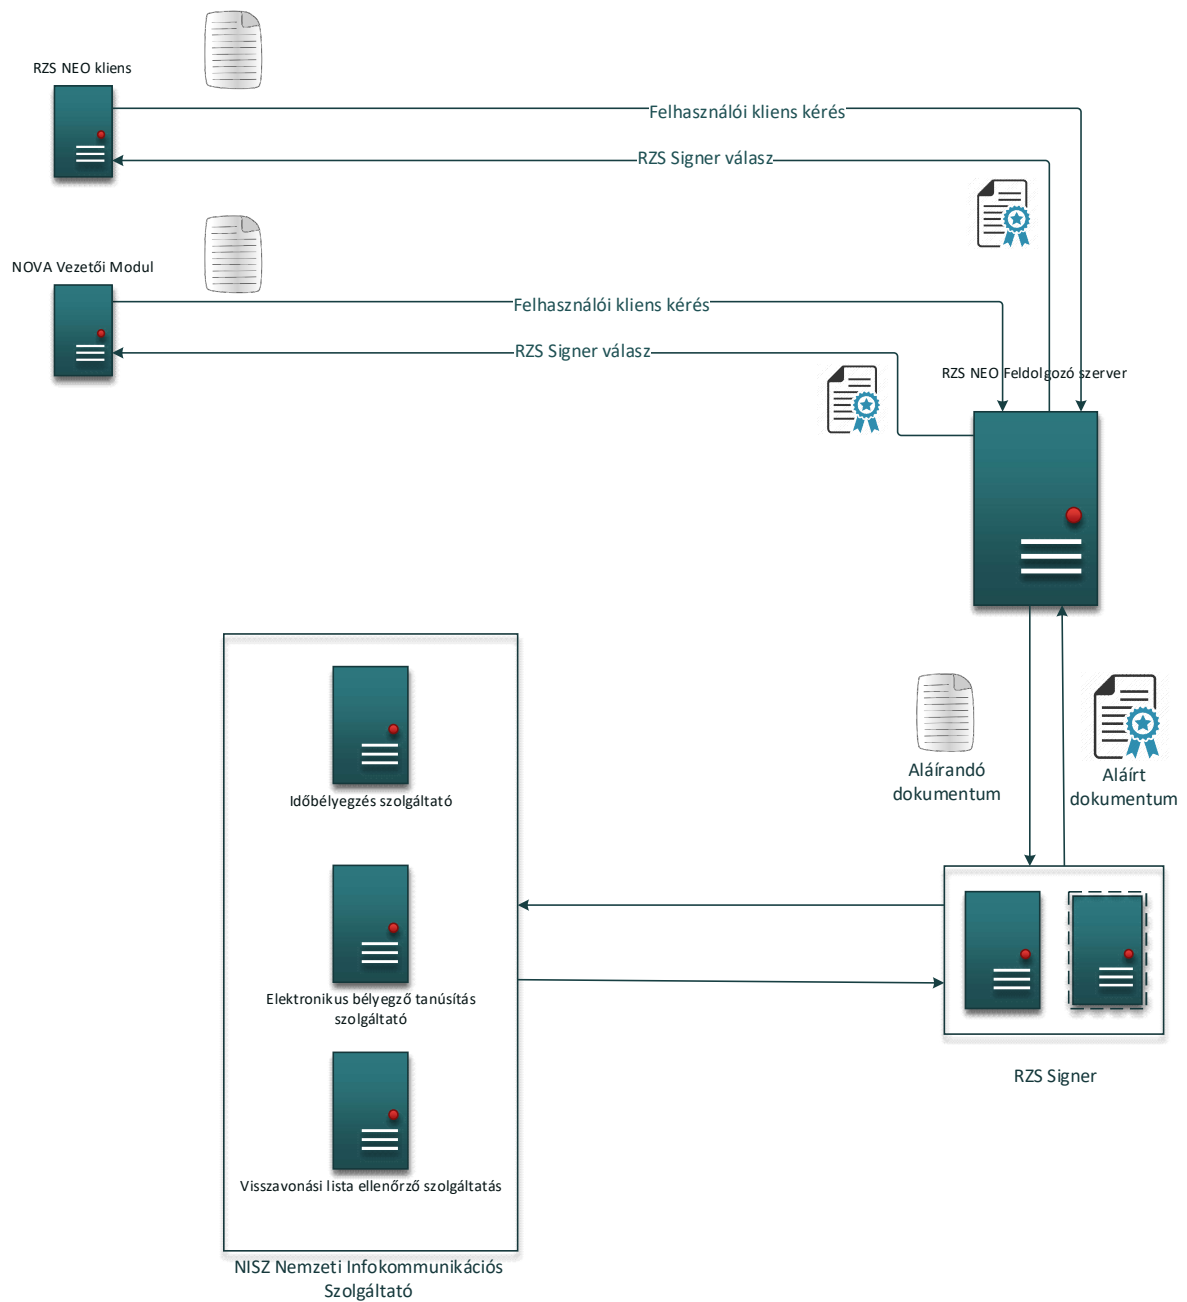 RZS NEO kliens
Felhasználói kliens kérés
RZS Signer válasz
NOVA Vezetői Modul
Felhasználói kliens kérés
RZS Signer válasz
RZS NEO Feldolgozó szerver
Aláírandó
dokumentum
Aláírt
dokumentum
Időbélyegzés szolgáltató
Elektronikus bélyegző tanúsítás
szolgáltató
RZS Signer
Visszavonási lista ellenőrző szolgáltatás
NISZ Nemzeti Infokommunikációs
Szolgáltató